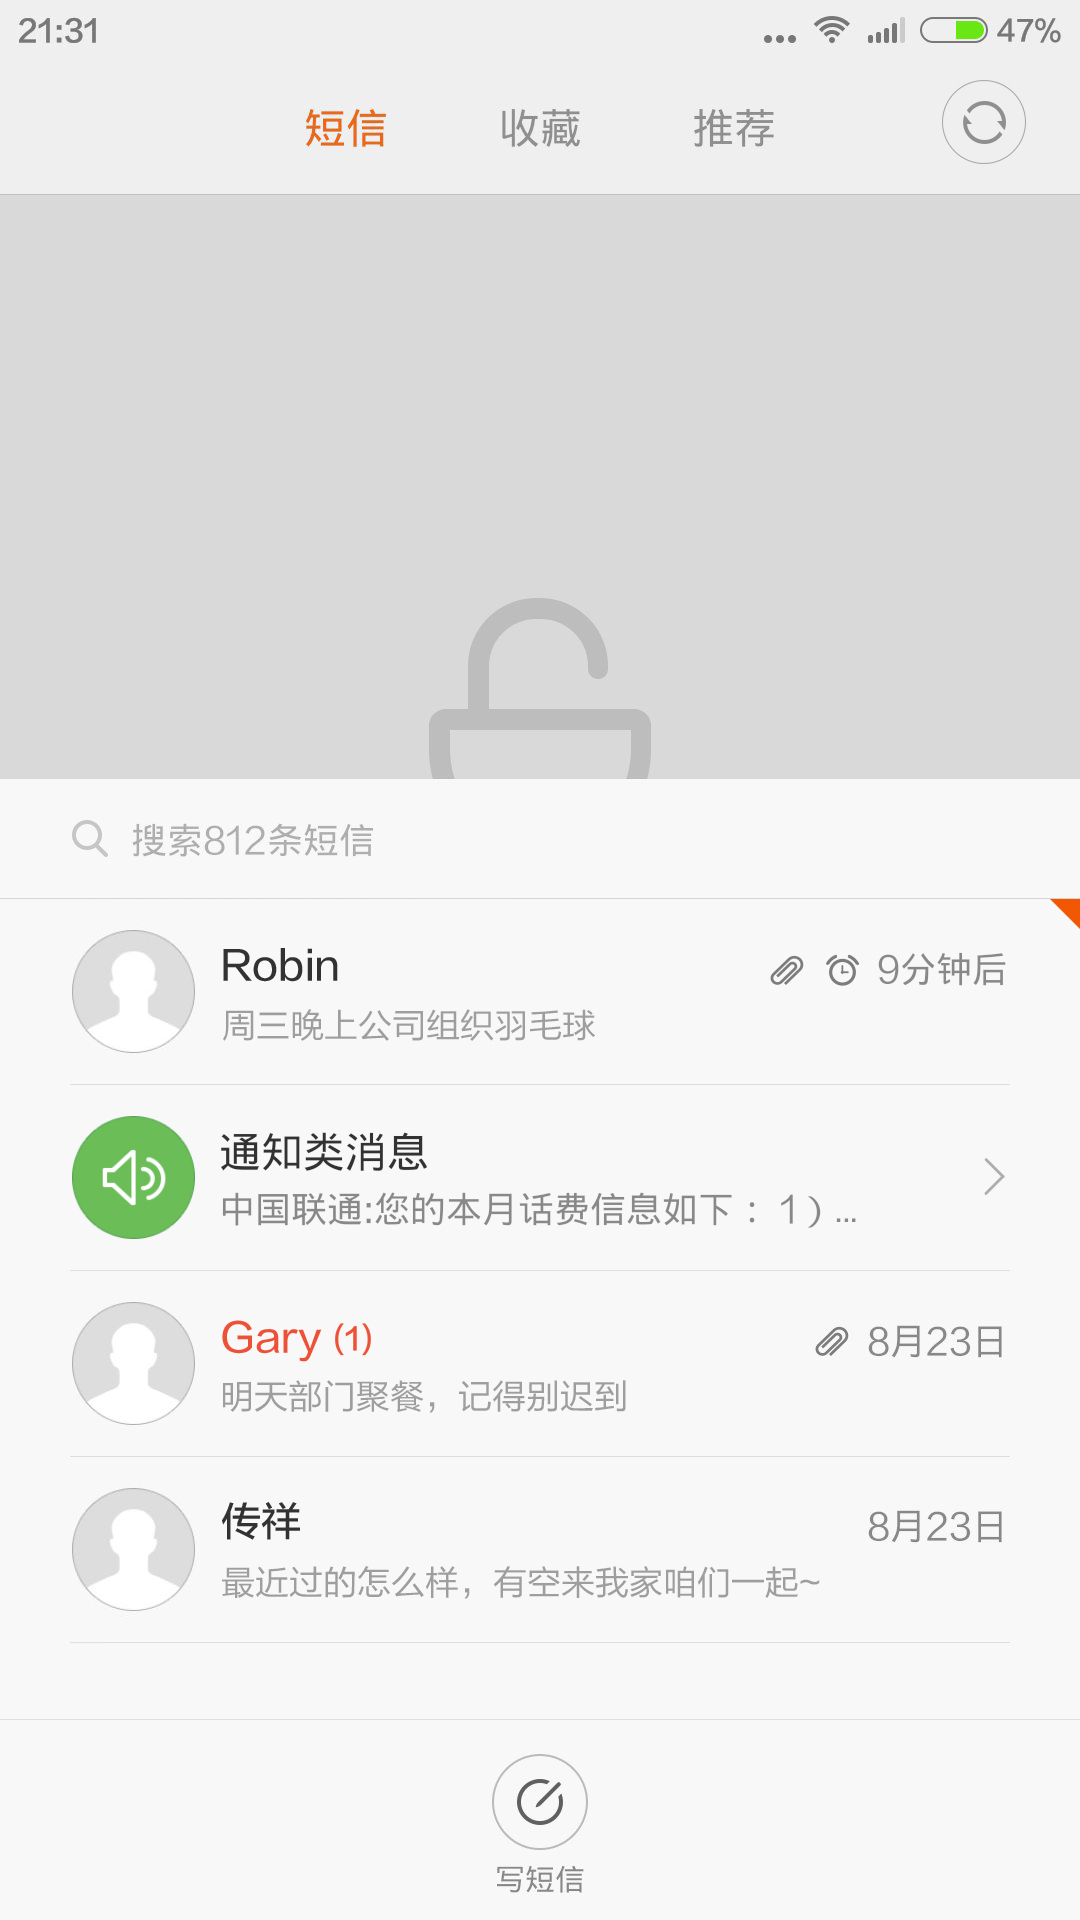 21:31 ... 47%
短信 收藏 推荐
搜索812条短信
Robin 9分钟后
周三晚上公司组织羽毛球
通知类消息
中国联通:您的本月话费信息如下：1）...
Gary (1) 8月23日
明天部门聚餐，记得别迟到
传祥 8月23日
最近过的怎么样，有空来我家咱们一起~
写短信